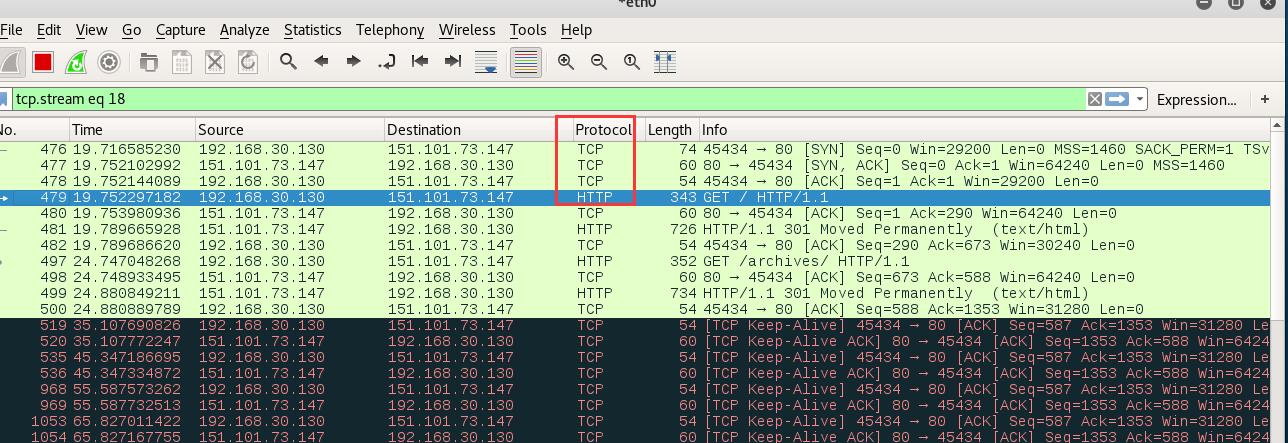 *eth0
File Edit View Go Capture Analyze Statistics Telephony Wireless Tools Help
tcp.stream eq 18 Expression... +
No. Time Source Destination Protocol Length Info
476 19.716585230 192.168.30.130 151.101.73.147 TCP 74 45434 → 80 [SYN] Seq=0 Win=29200 Len=0 MSS=1460 SACK_PERM=1 TSv
477 19.752102992 151.101.73.147 192.168.30.130 TCP 60 80 → 45434 [SYN, ACK] Seq=0 Ack=1 Win=64240 Len=0 MSS=1460
478 19.752144089 192.168.30.130 151.101.73.147 TCP 54 45434 → 80 [ACK] Seq=1 Ack=1 Win=29200 Len=0
479 19.752297182 192.168.30.130 151.101.73.147 HTTP 343 GET / HTTP/1.1
480 19.753980936 151.101.73.147 192.168.30.130 TCP 60 80 → 45434 [ACK] Seq=1 Ack=290 Win=64240 Len=0
481 19.789665928 151.101.73.147 192.168.30.130 HTTP 726 HTTP/1.1 301 Moved Permanently (text/html)
482 19.789686620 192.168.30.130 151.101.73.147 TCP 54 45434 → 80 [ACK] Seq=290 Ack=673 Win=30240 Len=0
497 24.747048268 192.168.30.130 151.101.73.147 HTTP 352 GET /archives/ HTTP/1.1
498 24.748933495 151.101.73.147 192.168.30.130 TCP 60 80 → 45434 [ACK] Seq=673 Ack=588 Win=64240 Len=0
499 24.880849211 151.101.73.147 192.168.30.130 HTTP 734 HTTP/1.1 301 Moved Permanently (text/html)
500 24.880889789 192.168.30.130 151.101.73.147 TCP 54 45434 → 80 [ACK] Seq=588 Ack=1353 Win=31280 Len=0
519 35.107690826 192.168.30.130 151.101.73.147 TCP 54 [TCP Keep-Alive] 45434 → 80 [ACK] Seq=587 Ack=1353 Win=31280 Le
520 35.107772247 151.101.73.147 192.168.30.130 TCP 60 [TCP Keep-Alive ACK] 80 → 45434 [ACK] Seq=1353 Ack=588 Win=6424
535 45.347186695 192.168.30.130 151.101.73.147 TCP 54 [TCP Keep-Alive] 45434 → 80 [ACK] Seq=587 Ack=1353 Win=31280 Le
536 45.347334872 151.101.73.147 192.168.30.130 TCP 60 [TCP Keep-Alive ACK] 80 → 45434 [ACK] Seq=1353 Ack=588 Win=6424
968 55.587573262 192.168.30.130 151.101.73.147 TCP 54 [TCP Keep-Alive] 45434 → 80 [ACK] Seq=587 Ack=1353 Win=31280 Le
969 55.587732513 151.101.73.147 192.168.30.130 TCP 60 [TCP Keep-Alive ACK] 80 → 45434 [ACK] Seq=1353 Ack=588 Win=6424
1053 65.827011422 192.168.30.130 151.101.73.147 TCP 54 [TCP Keep-Alive] 45434 → 80 [ACK] Seq=587 Ack=1353 Win=31280 Le
1054 65.827167755 151.101.73.147 192.168.30.130 TCP 60 [TCP Keep-Alive ACK] 80 → 45434 [ACK] Seq=1353 Ack=588 Win=6424